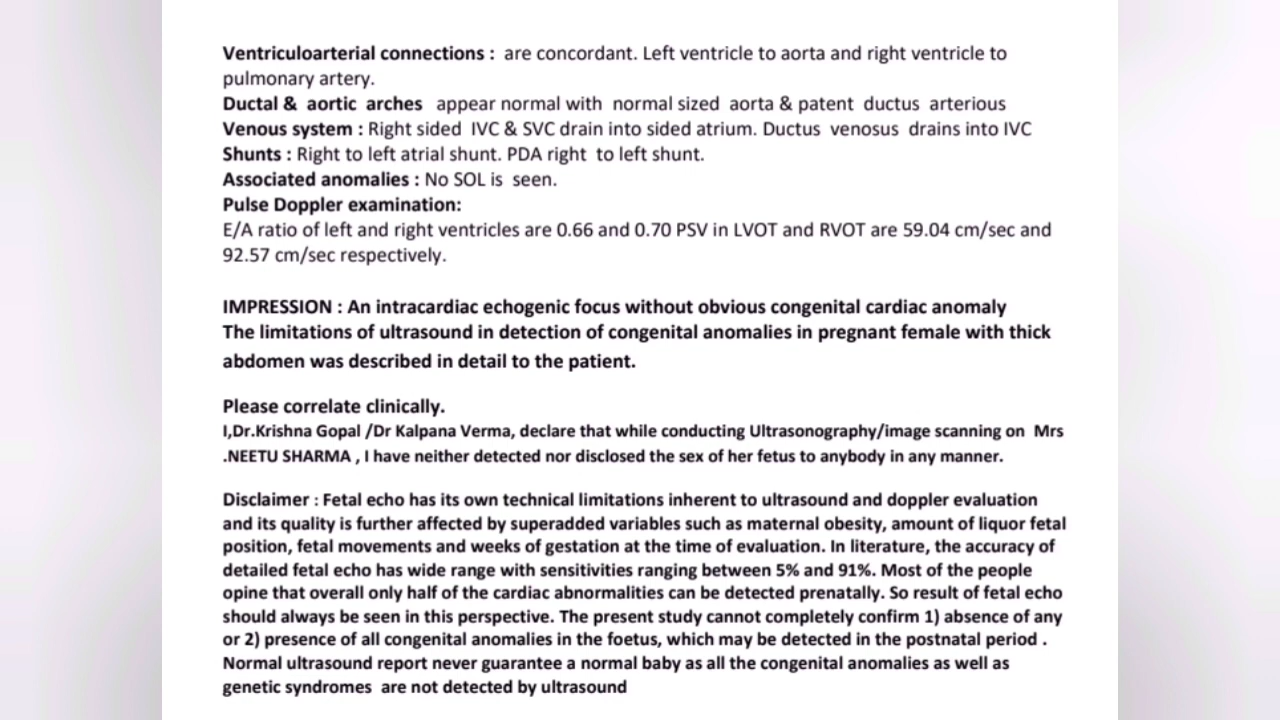 Ventriculoarterial connections : are concordant. Left ventricle to aorta and right ventricle to
pulmonary artery.
Ductal & aortic arches appear normal with normal sized aorta & patent ductus arterious
Venous system : Right sided IVC & SVC drain into sided atrium. Ductus venosus drains into IVC
Shunts : Right to left atrial shunt. PDA right to left shunt.
Associated anomalies : No SOL is seen.
Pulse Doppler examination:
E/A ratio of left and right ventricles are 0.66 and 0.70 PSV in LVOT and RVOT are 59.04 cm/sec and
92.57 cm/sec respectively.
IMPRESSION : An intracardiac echogenic focus without obvious congenital cardiac anomaly
The limitations of ultrasound in detection of congenital anomalies in pregnant female with thick
abdomen was described in detail to the patient.
Please correlate clinically.
I,Dr.Krishna Gopal /Dr Kalpana Verma, declare that while conducting Ultrasonography/image scanning on Mrs
.NEETU SHARMA , I have neither detected nor disclosed the sex of her fetus to anybody in any manner.
Disclaimer : Fetal echo has its own technical limitations inherent to ultrasound and doppler evaluation
and its quality is further affected by superadded variables such as maternal obesity, amount of liquor fetal
position, fetal movements and weeks of gestation at the time of evaluation. In literature, the accuracy of
detailed fetal echo has wide range with sensitivities ranging between 5% and 91%. Most of the people
opine that overall only half of the cardiac abnormalities can be detected prenatally. So result of fetal echo
should always be seen in this perspective. The present study cannot completely confirm 1) absence of any
or 2) presence of all congenital anomalies in the foetus, which may be detected in the postnatal period .
Normal ultrasound report never guarantee a normal baby as all the congenital anomalies as well as
genetic syndromes are not detected by ultrasound